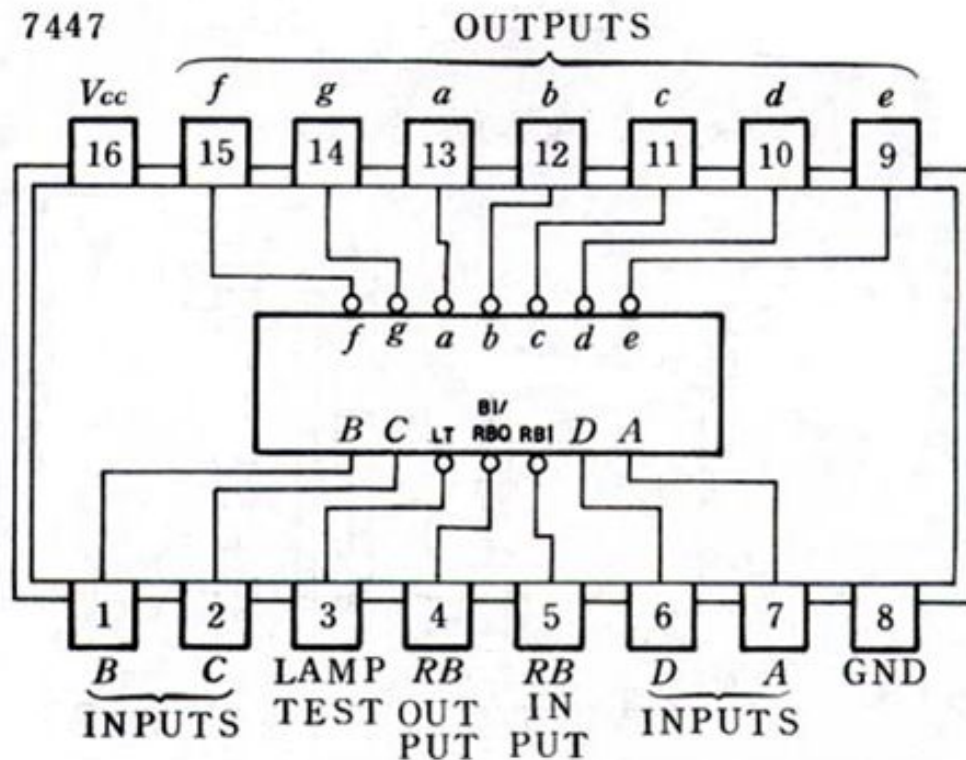 7447
OUTPUTS
Vcc f g a b c d e
16 15 14 13 12 11 10 9
f g a b c d e
BI/
B C LT RBO RBI D A
1 2 3 4 5 6 7 8
B C LAMP RB RB D A GND
INPUTS TEST OUT IN INPUTS
PUT PUT